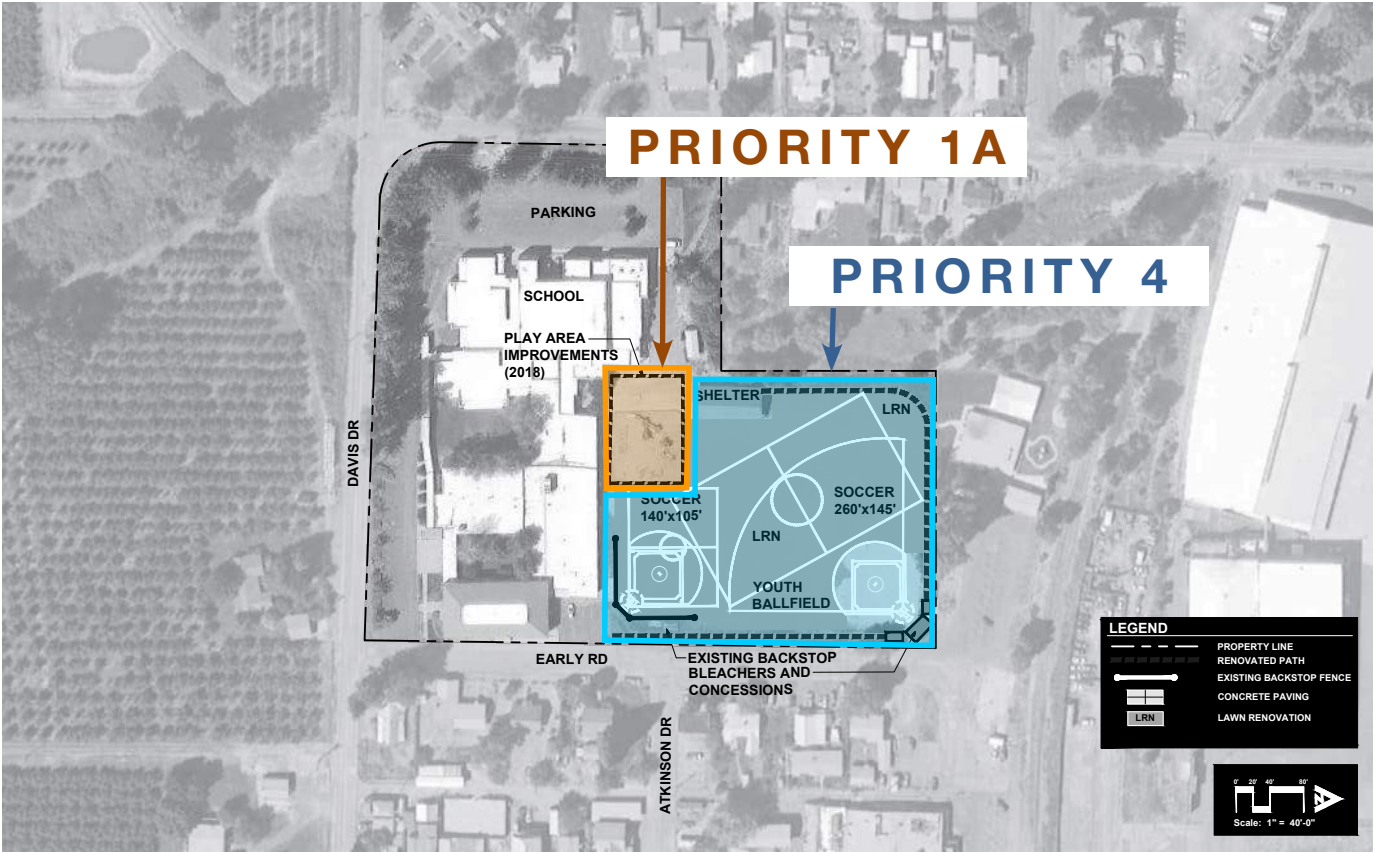 PRIORITY 1A
PARKING
PRIORITY 4
SCHOOL
PLAY AREA
IMPROVEMENTS
(2018)
SHELTER
LRN
DAVIS DR
SOCCER
140'x105'
SOCCER
260'x145'
LRN
YOUTH
BALLFIELD
EARLY RD
EXISTING BACKSTOP
BLEACHERS AND
CONCESSIONS
ATKINSON DR
LEGEND
PROPERTY LINE
RENOVATED PATH
EXISTING BACKSTOP FENCE
CONCRETE PAVING
LRN LAWN RENOVATION
0' 20' 40' 80'
N
Scale: 1" = 40'-0"